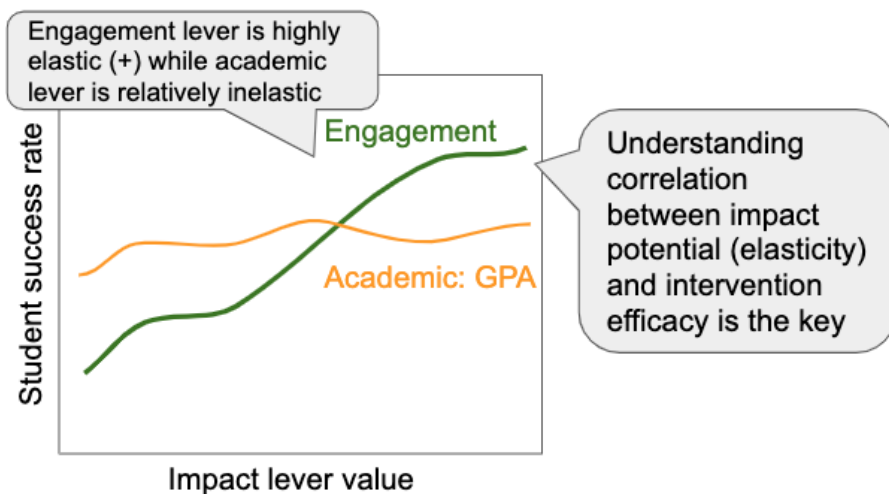 Engagement lever is highly
elastic (+) while academic
lever is relatively inelastic
Engagement
Understanding
correlation
between impact
potential (elasticity)
and intervention
efficacy is the key
Academic: GPA
Student success rate
Impact lever value